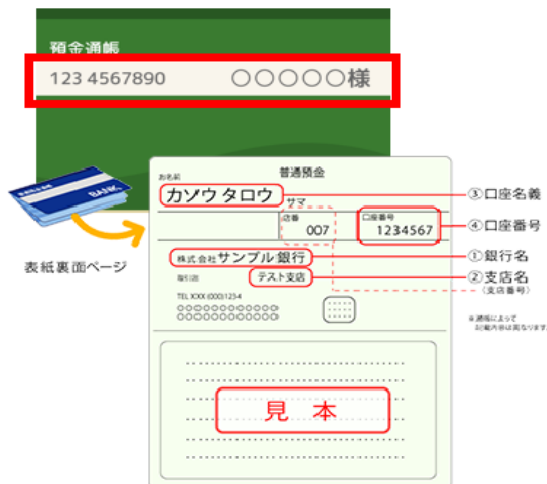 預金通帳
123 4567890 ○○○○○様
お名前
普通預金
カソウ タロウ サマ
店番 007
口座番号 1234567
株式会社サンプル銀行
取引店 テスト支店
TEL XXX (000)123-4
○○○○○○○○○○○○
○○○○○○○○○○○○
見 本
BANK
表紙裏面ページ
③口座名義
④口座番号
①銀行名
②支店名
(支店番号)
※通帳によって
記載内容は異なります。